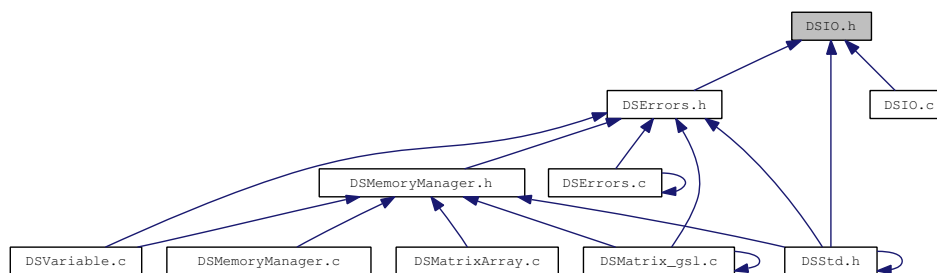 DSIO.h
DSErrors.h
DSIO.c
DSMemoryManager.h
DSErrors.c
DSVariable.c
DSMemoryManager.c
DSMatrixArray.c
DSMatrix_gsl.c
DSStd.h